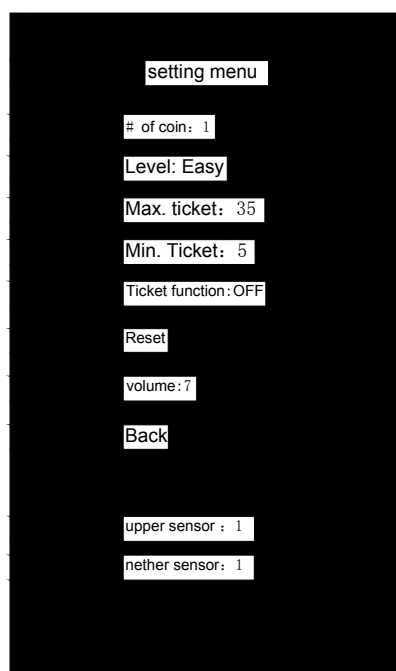 setting menu
# of coin：1
Level: Easy
Max. ticket：35
Min. Ticket：5
Ticket function:OFF
Reset
volume:7
Back
upper sensor：1
nether sensor：1